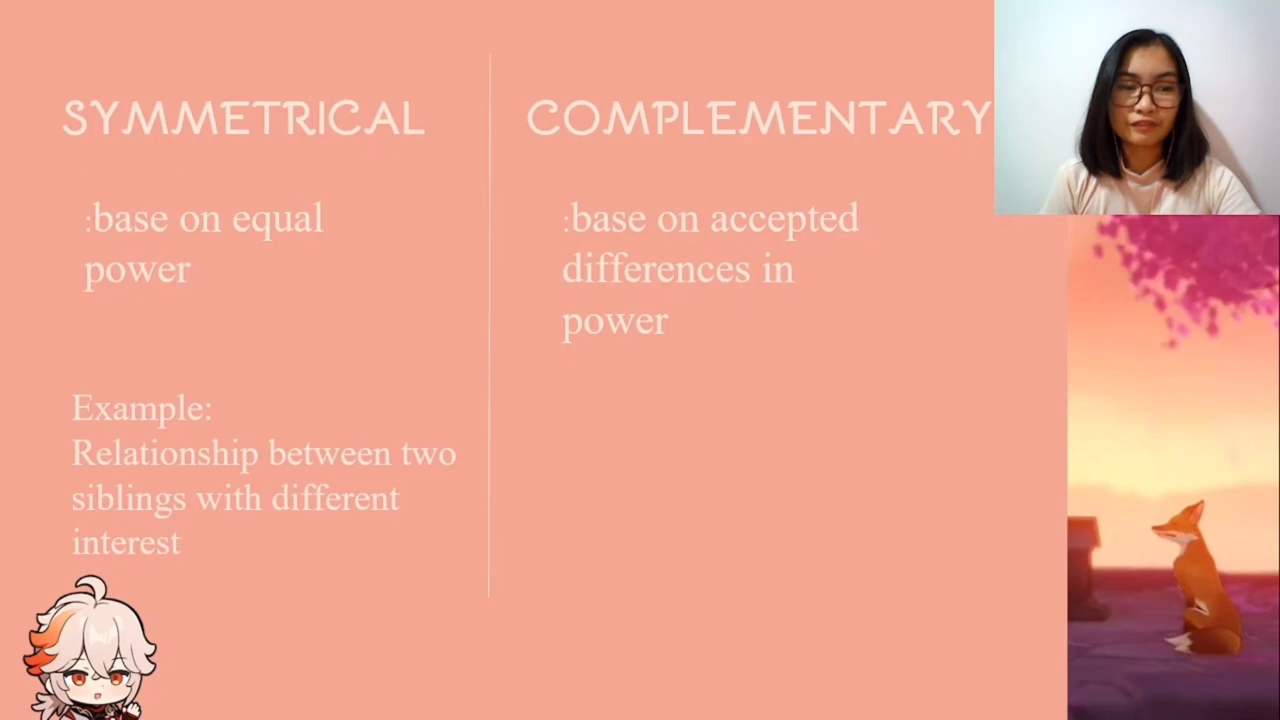 SYMMETRICAL
:base on equal
power
Example:
Relationship between two
siblings with different
interest
COMPLEMENTARY
:base on accepted
differences in
power